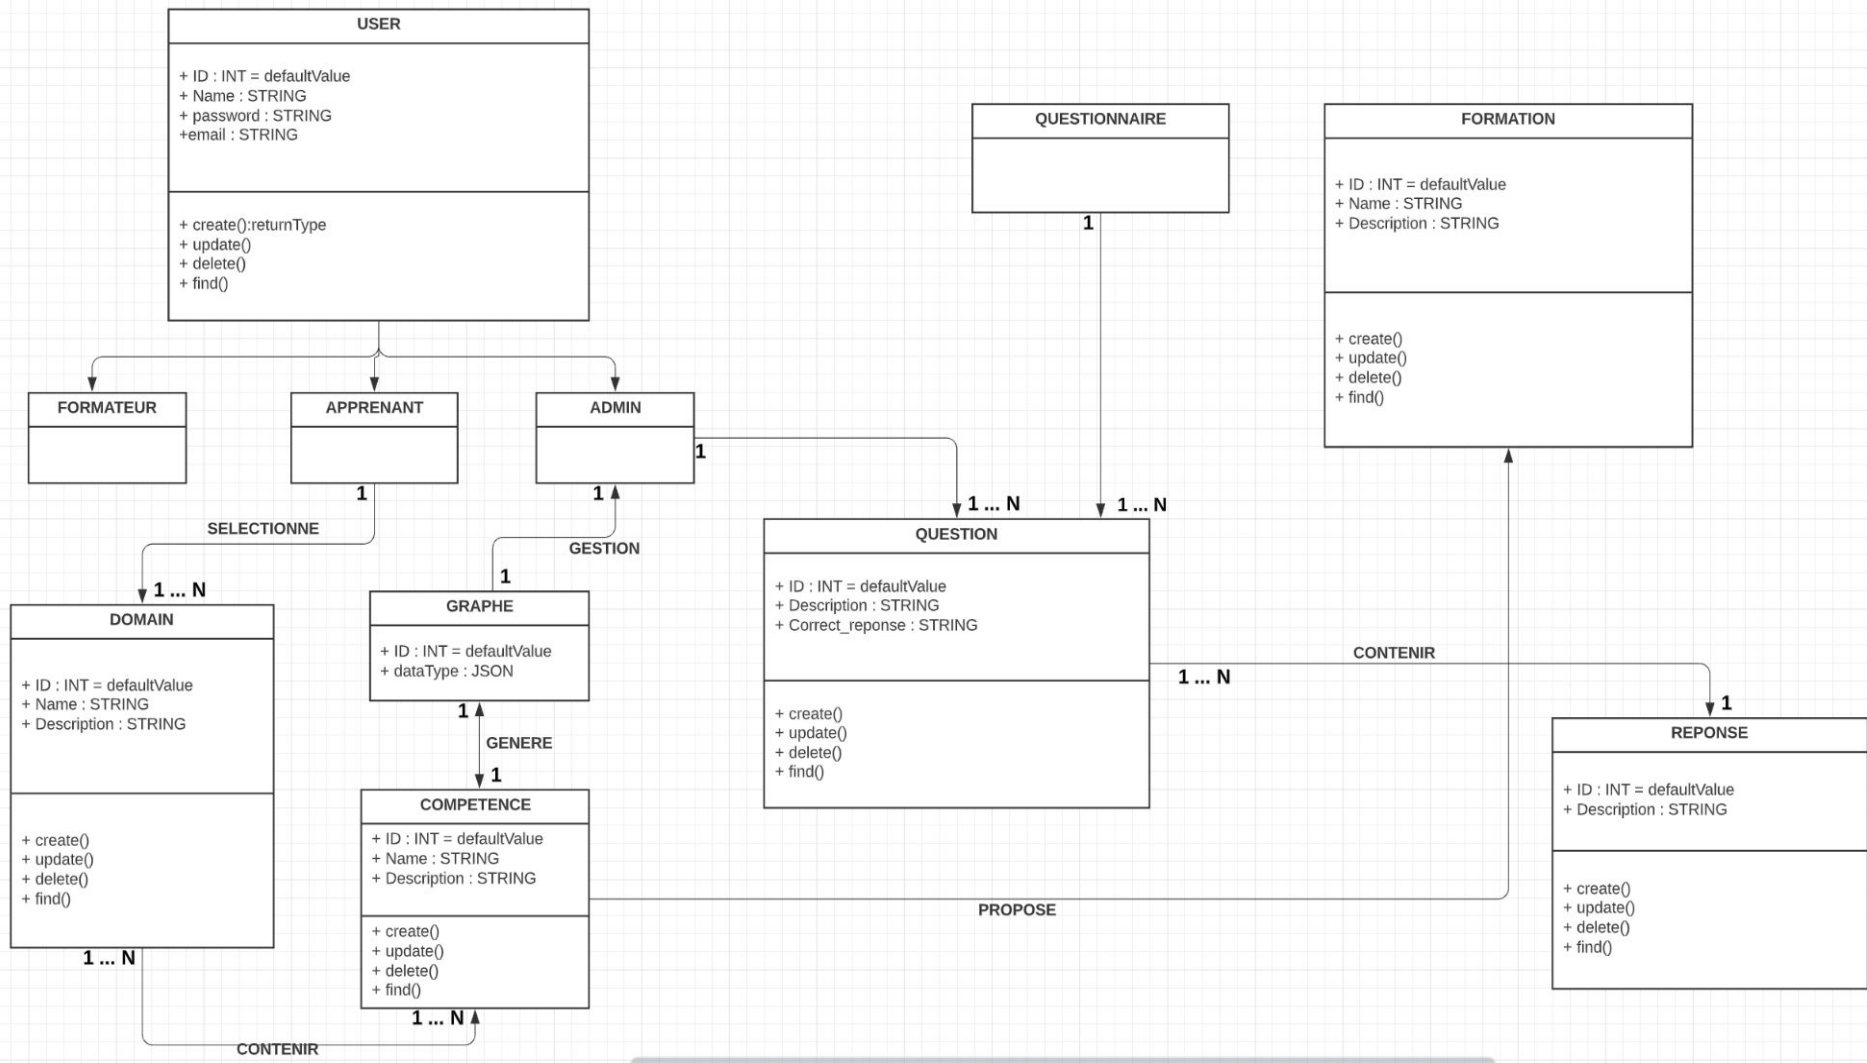 USER
+ ID : INT = defaultValue
+ Name : STRING
+ password : STRING
+email : STRING
+ create():returnType
+ update()
+ delete()
+ find()
QUESTIONNAIRE
1
FORMATION
+ ID : INT = defaultValue
+ Name : STRING
+ Description : STRING
+ create()
+ update()
+ delete()
+ find()
FORMATEUR
APPRENANT
1
ADMIN
1
1
SELECTIONNE
GESTION
1 ... N
1 ... N
1 ... N
1
DOMAIN
+ ID : INT = defaultValue
+ Name : STRING
+ Description : STRING
+ create()
+ update()
+ delete()
+ find()
1 ... N
CONTENIR
GRAPHE
+ ID : INT = defaultValue
+ dataType : JSON
1
GENERE
1
COMPETENCE
+ ID : INT = defaultValue
+ Name : STRING
+ Description : STRING
+ create()
+ update()
+ delete()
+ find()
1 ... N
PROPOSE
QUESTION
+ ID : INT = defaultValue
+ Description : STRING
+ Correct_reponse : STRING
+ create()
+ update()
+ delete()
+ find()
CONTENIR
1 ... N
1
REPONSE
+ ID : INT = defaultValue
+ Description : STRING
+ create()
+ update()
+ delete()
+ find()